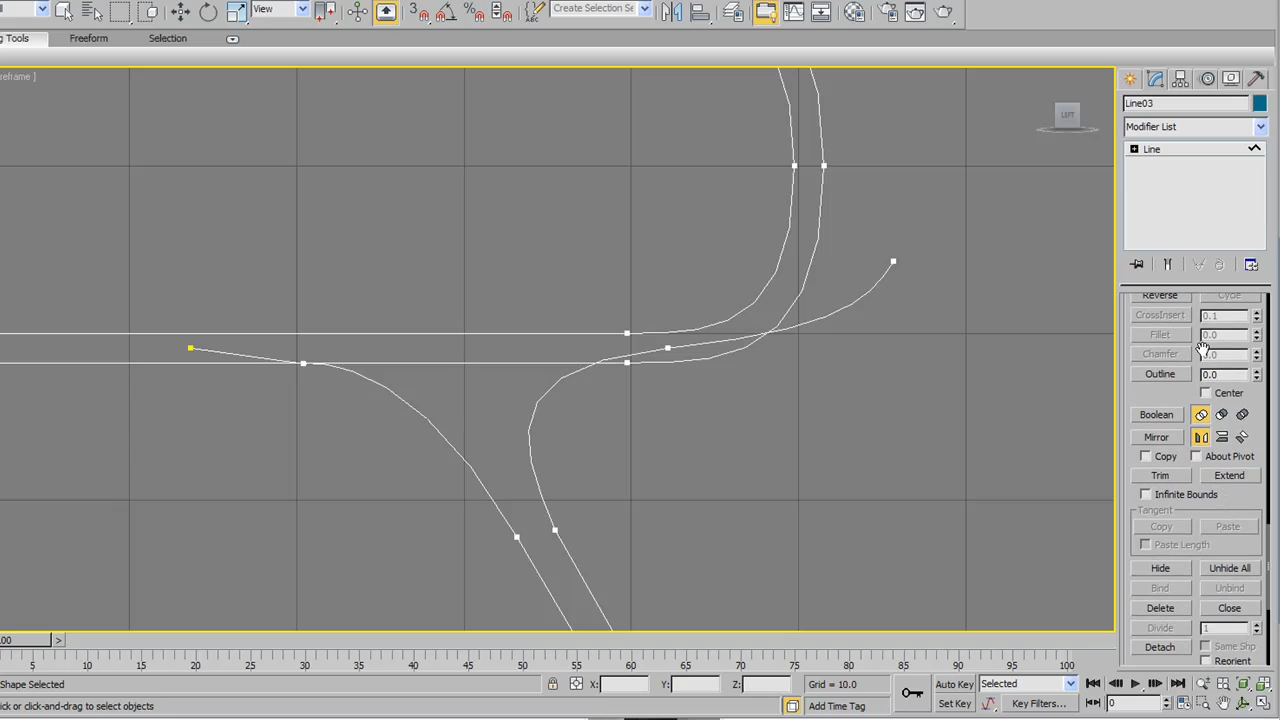 View
Create Selection Se
g Tools
Freeform
Selection
reframe ]
LEFT
Line03
Modifier List
Line
Reverse
Cycle
CrossInsert
0.1
Fillet
0.0
Chamfer
Outline
0.0
Center
Boolean
Mirror
Copy
About Pivot
Trim
Extend
Infinite Bounds
Tangent
Copy
Paste
Paste Length
Hide
Unhide All
Bind
Unbind
Delete
Close
Divide
1
Detach
Same Shp
Reorient
00
>
5 10 15 20 25 30 35 40 45 50 55 60 65 70 75 80 85 90 95 100
Shape Selected
X:
Y:
Z:
Grid = 10.0
Auto Key
Selected
ick or click-and-drag to select objects
Add Time Tag
Set Key
Key Filters...
0